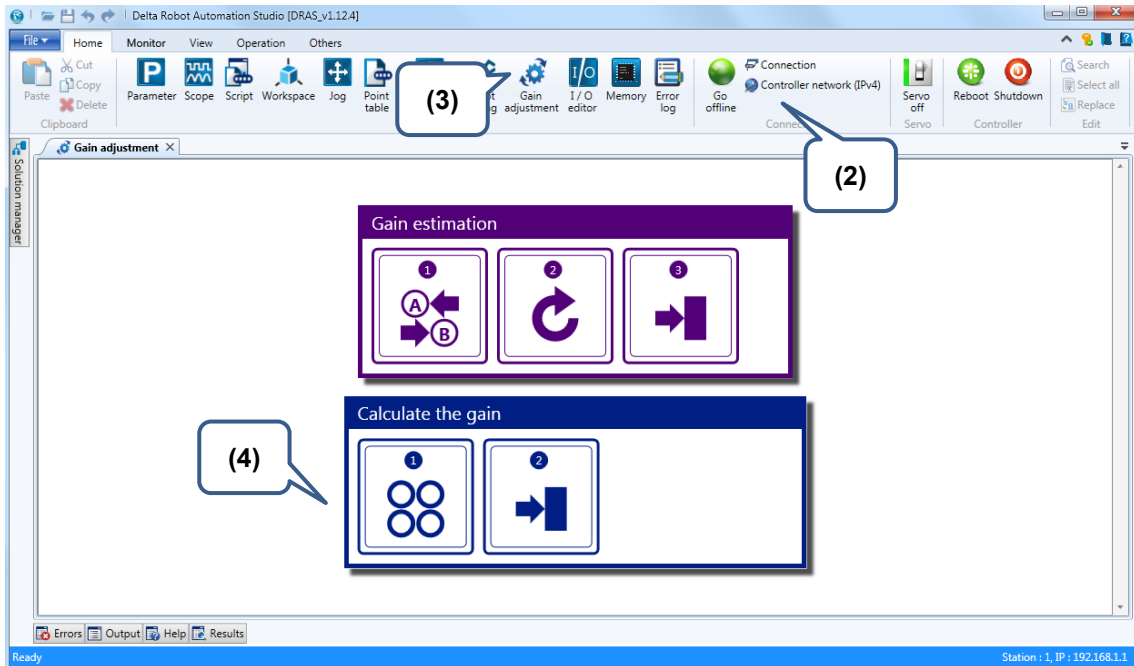 Delta Robot Automation Studio [DRAS_v1.12.4]
File Home Monitor View Operation Others
Paste
Cut
Copy
Delete
Clipboard
Parameter Scope Script Workspace Jog
Point
table
(3)
Gain
adjustment
I/O
I / O
editor
Memory
Error
log
Go
offline
Connection
Controller network (IPv4)
Servo
off
Servo
Reboot Shutdown
Controller
Search
Select all
Replace
Edit
Solution manager
Gain adjustment
(2)
Gain estimation
1 2 3
A
B
(4)
Calculate the gain
1 2
Errors Output Help Results
Ready
Station : 1, IP : 192.168.1.1